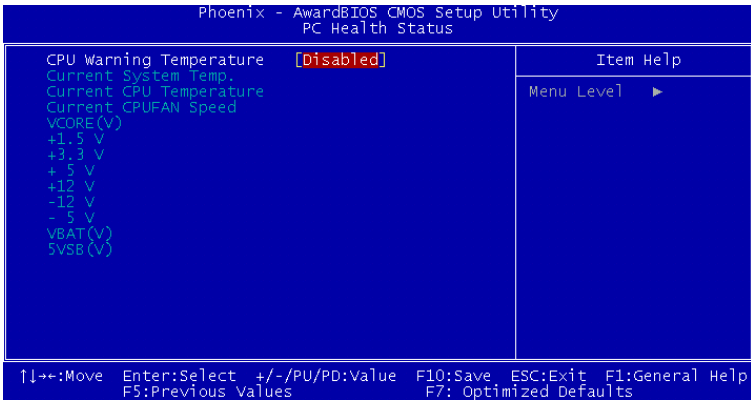 Phoenix - AwardBIOS CMOS Setup Utility
PC Health Status
CPU Warning Temperature [Disabled]
Current System Temp.
Current CPU Temperature
Current CPUFAN Speed
VCORE(V)
+1.5 V
+3.3 V
+ 5 V
+12 V
-12 V
- 5 V
VBAT(V)
5VSB(V)
Item Help
Menu Level ►
↑↓→←:Move Enter:Select +/-/PU/PD:Value F10:Save ESC:Exit F1:General Help
F5:Previous Values F7: Optimized Defaults